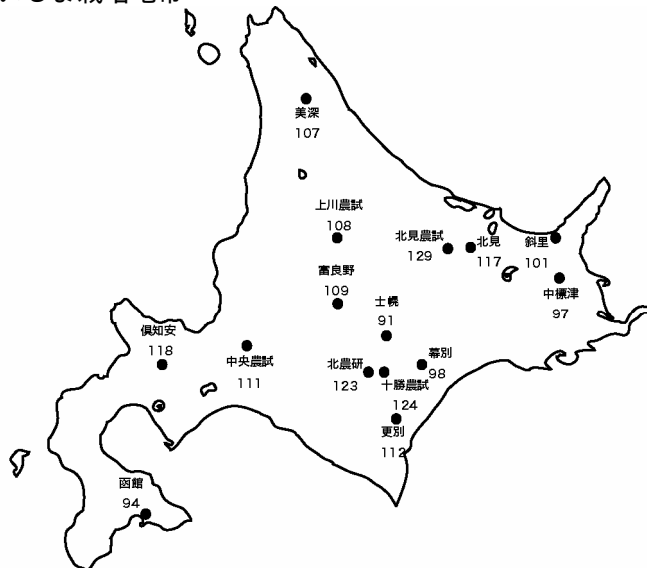 美深
107
上川農試
108
北見農試
129
北見
117
斜里
101
富良野
109
中標津
97
士幌
91
倶知安
118
中央農試
111
北農研
123
幕別
98
十勝農試
124
更別
112
函館
94